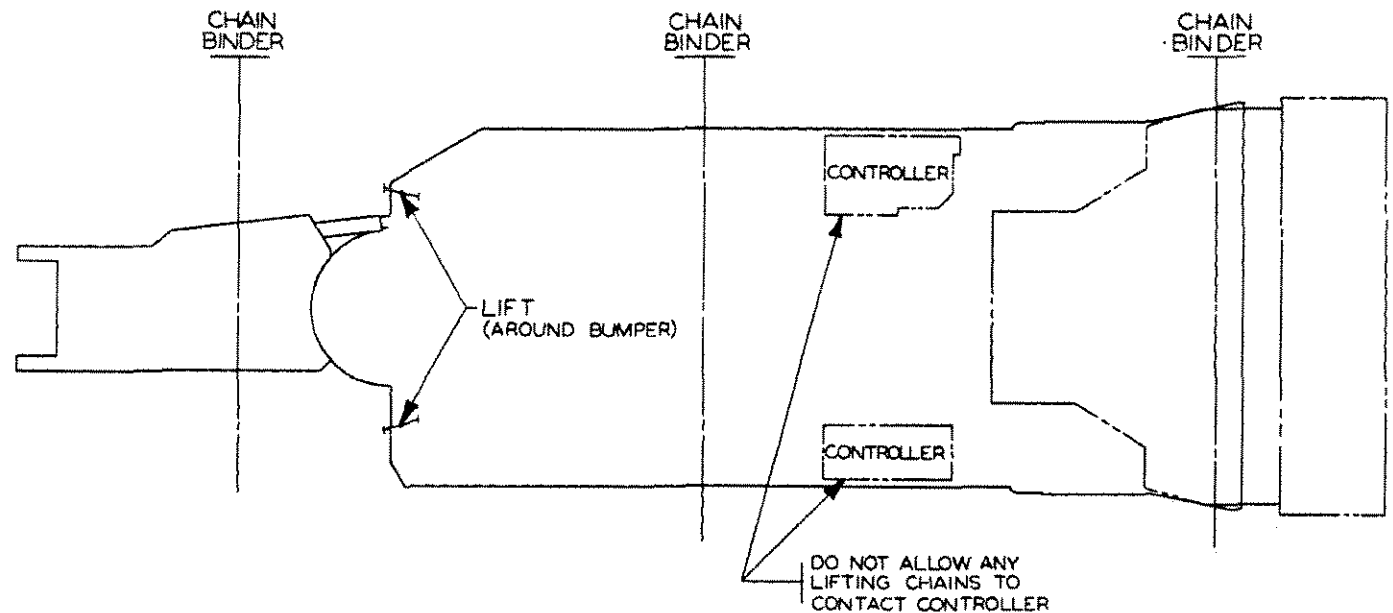 CHAIN
BINDER
CHAIN
BINDER
CHAIN
BINDER
CONTROLLER
LIFT
(AROUND BUMPER)
CONTROLLER
DO NOT ALLOW ANY
LIFTING CHAINS TO
CONTACT CONTROLLER